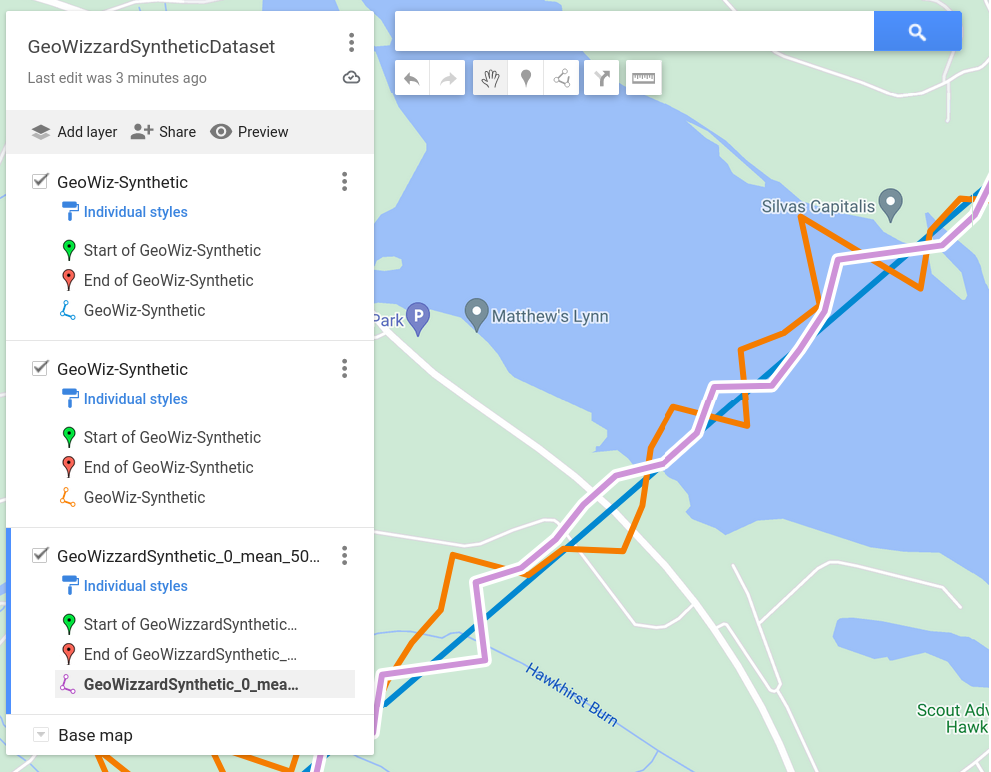 GeoWizzardSyntheticDataset
Last edit was 3 minutes ago
Add layer Share Preview
GeoWiz-Synthetic
Individual styles
Start of GeoWiz-Synthetic
End of GeoWiz-Synthetic
GeoWiz-Synthetic
GeoWiz-Synthetic
Individual styles
Start of GeoWiz-Synthetic
End of GeoWiz-Synthetic
GeoWiz-Synthetic
GeoWizzardSynthetic_0_mean_50...
Individual styles
Start of GeoWizzardSynthetic...
End of GeoWizzardSynthetic_...
GeoWizzardSynthetic_0_mea...
Base map
Silvas Capitalis
Park P
Matthew's Lynn
Hawkhirst Burn
Scout Adv
Hawk